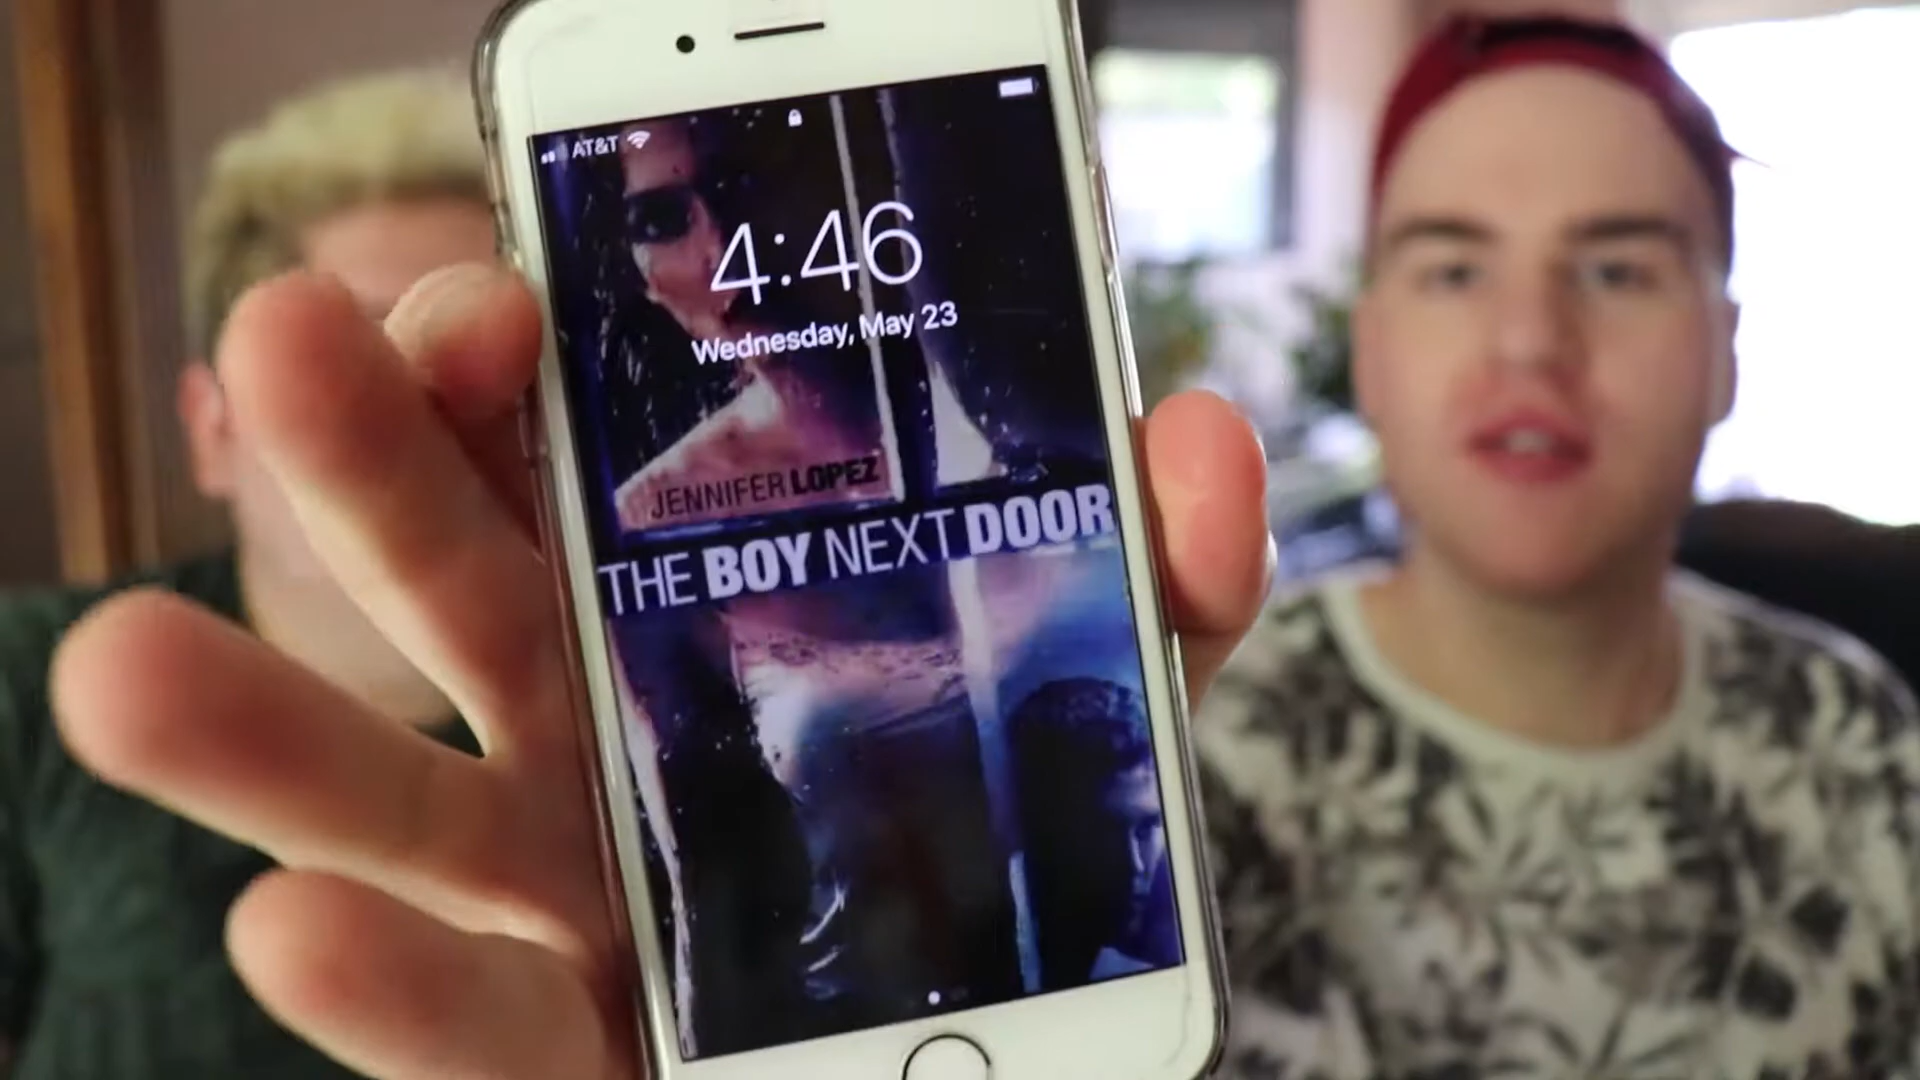 AT&T
4:46
Wednesday, May 23
JENNIFER LOPEZ
THE BOY NEXT DOOR